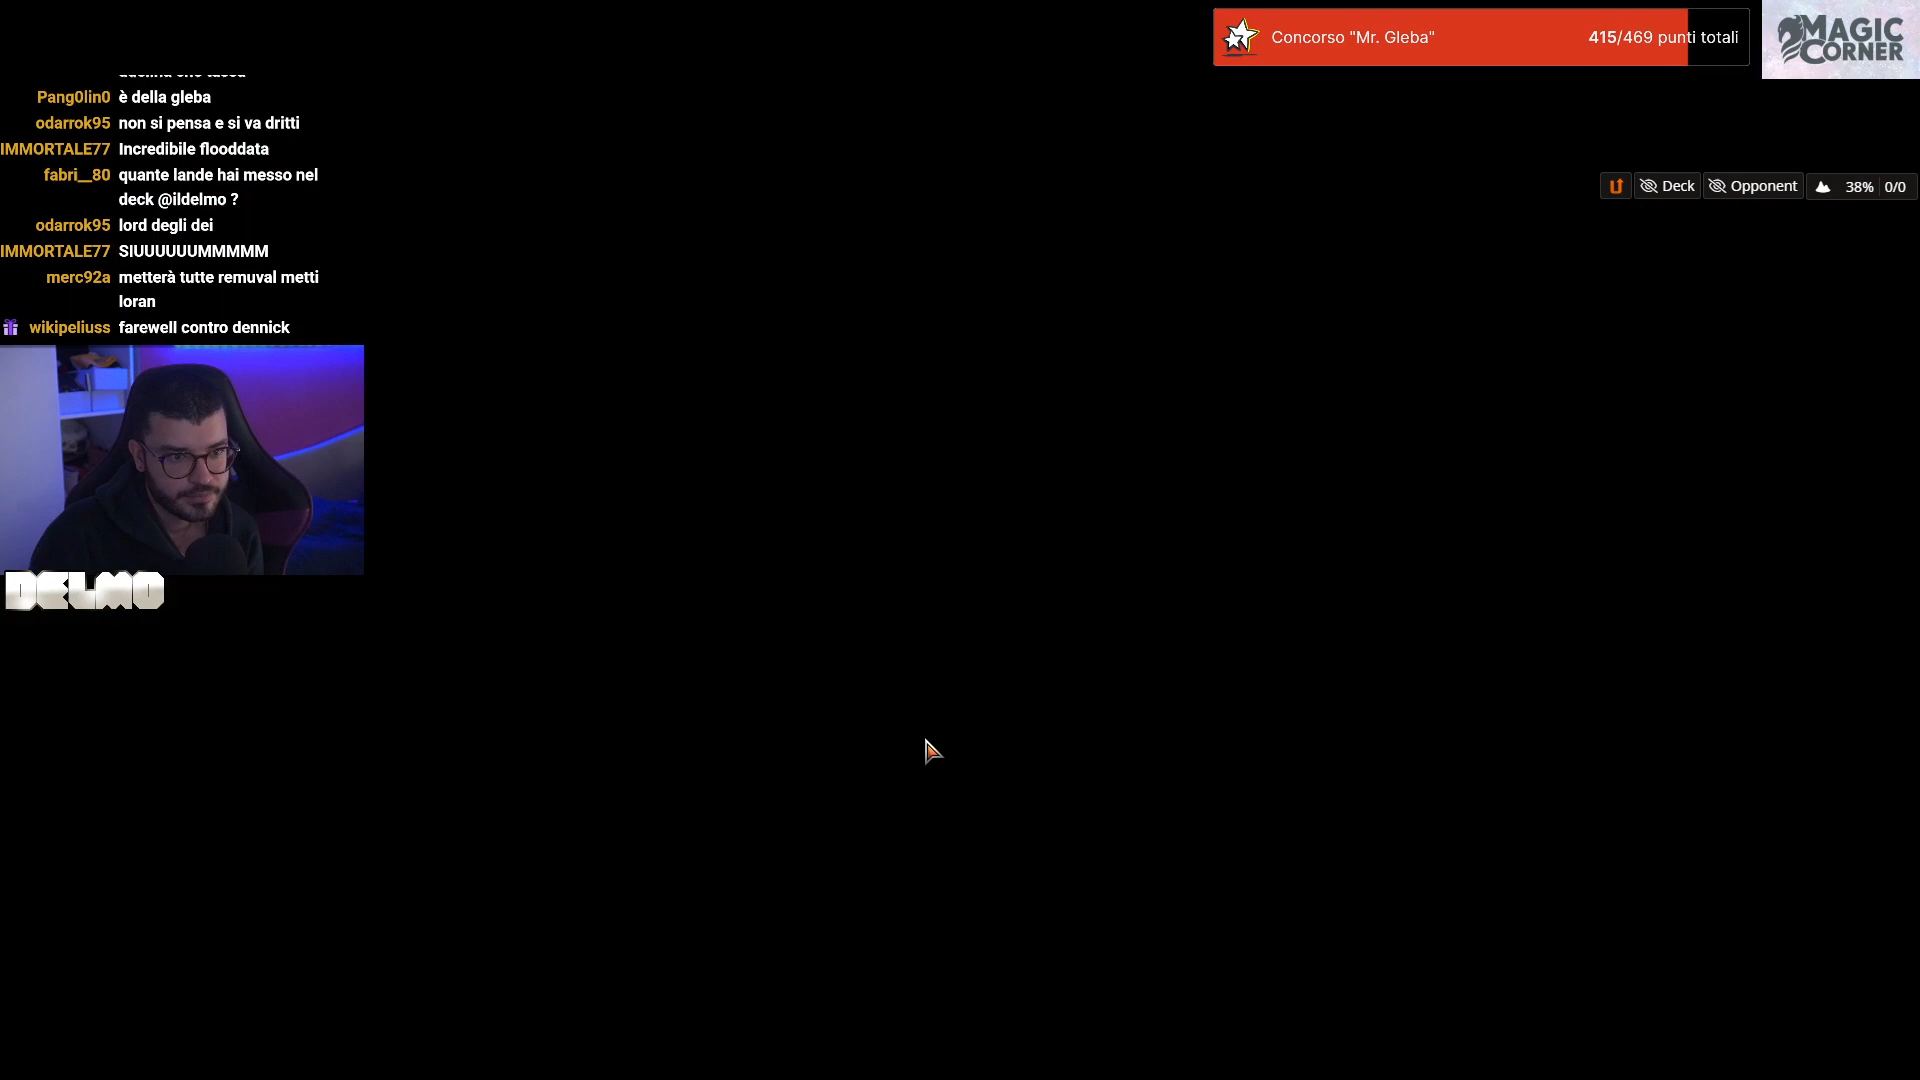 Concorso "Mr. Gleba" 415/469 punti totali
MAGIC
CORNER
Pang0lin0 è della gleba
odarrok95 non si pensa e si va dritti
IMMORTALE77 Incredibile flooddata
fabri__80 quante lande hai messo nel
deck @ildelmo ?
odarrok95 lord degli dei
IMMORTALE77 SIUUUUUUMMMMM
merc92a metterà tutte remuval metti
loran
wikipeliuss farewell contro dennick
Deck Opponent 38% 0/0
DELMO